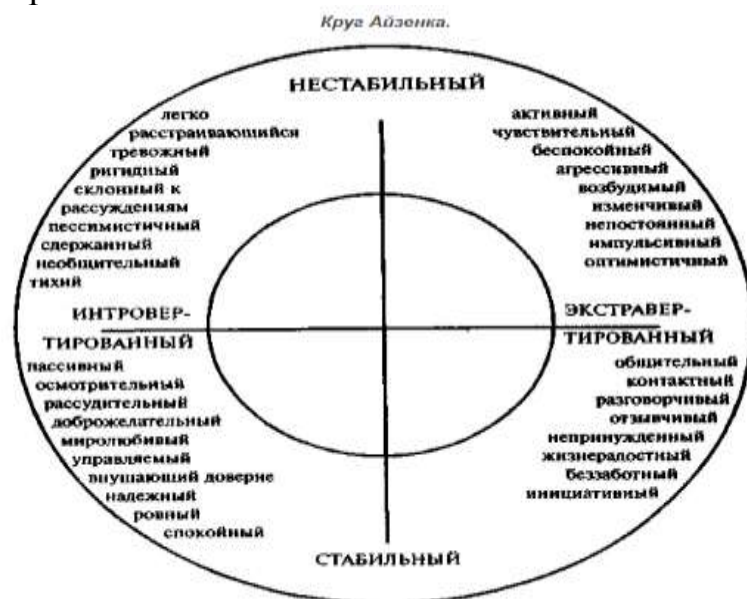 Круг Айзенка.
НЕСТАБИЛЬНЫЙ
легко
расстраивающийся
тревожный
ригидный
склонный к
рассуждениям
пессимистичный
сдержанный
необщительный
тихий
активный
чувствительный
беспокойный
агрессивный
возбудимый
изменчивый
непостоянный
импульсивный
оптимистичный
ИНТРОВЕР-
ТИРОВАННЫЙ
ЭКСТРАВЕР-
ТИРОВАННЫЙ
пассивный
осмотрительный
рассудительный
доброжелательный
миролюбивый
управляемый
внушающий доверие
надежный
ровный
спокойный
общительный
контактный
разговорчивый
отзывчивый
непринужденный
жизнерадостный
беззаботный
инициативный
СТАБИЛЬНЫЙ